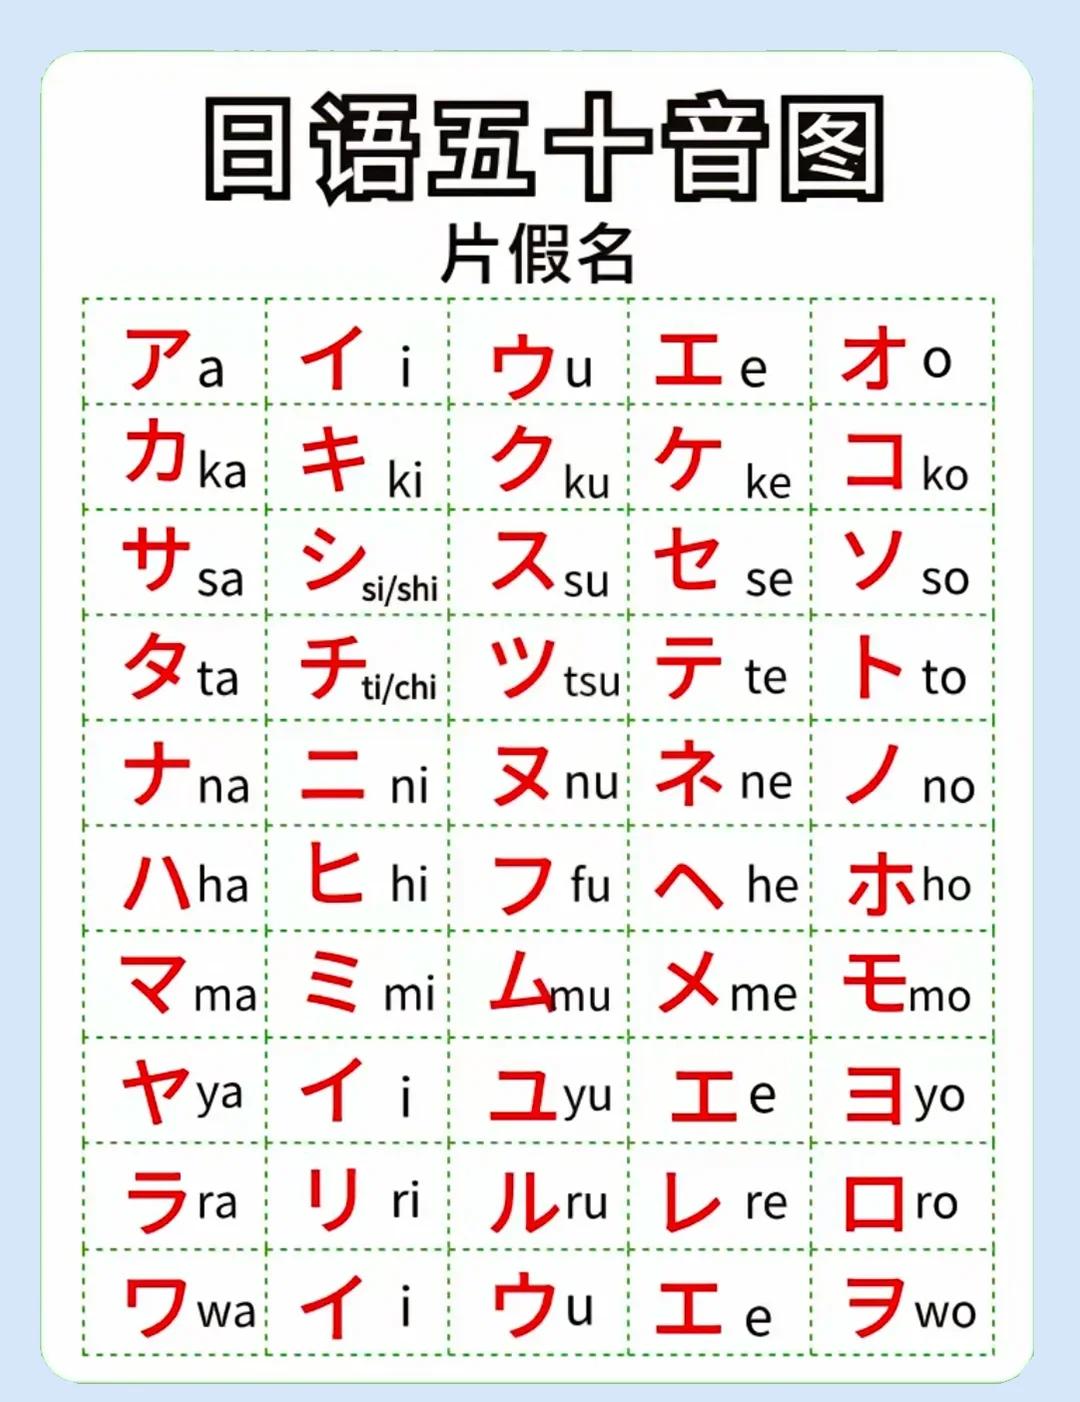 日语五十音图
片假名
ア a イ i ウ u エ e オ o
カ ka キ ki ク ku ケ ke コ ko
サ sa シ si/shi ス su セ se ソ so
タ ta チ ti/chi ツ tsu テ te ト to
ナ na ニ ni ヌ nu ネ ne ノ no
ハ ha ヒ hi フ fu ヘ he ホ ho
マ ma ミ mi ム mu メ me モ mo
ヤ ya イ i ユ yu エ e ヨ yo
ラ ra リ ri ル ru レ re ロ ro
ワ wa イ i ウ u エ e ヲ wo